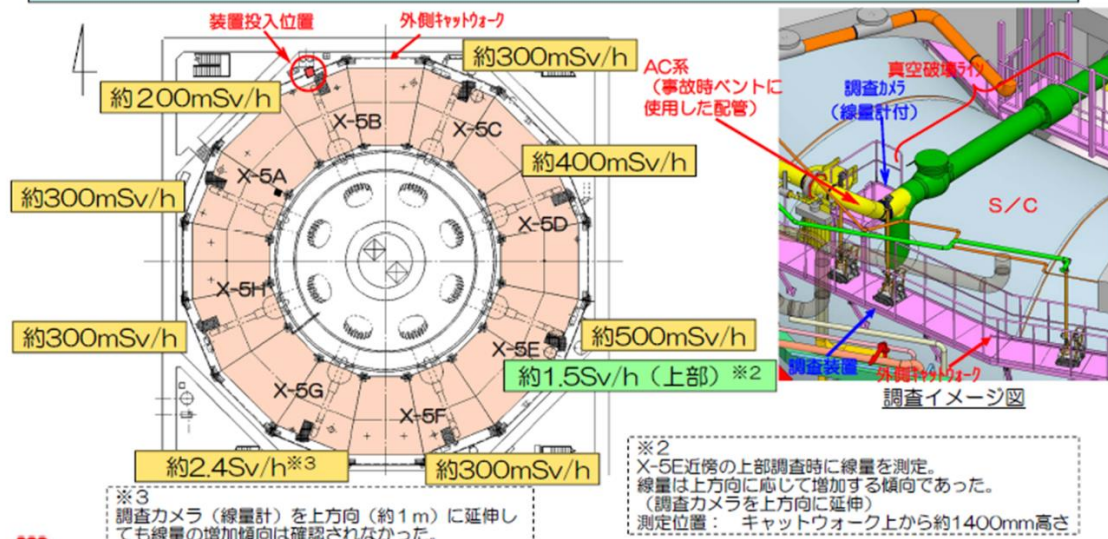 装置投入位置
外側キャットウォーク
約300mSv/h
約200mSv/h
X-5B
X-5C
約400mSv/h
X-5A
約300mSv/h
X-5D
X-5H
約300mSv/h
X-5E
約500mSv/h
約1.5Sv/h（上部）※2
X-5G
X-5F
約2.4Sv/h※3
約300mSv/h
※3
調査カメラ（線量計）を上方向（約1m）に延伸し
ても線量の増加傾向は確認されなかった。
AC系
（事故時ベントに
使用した配管）
真空破壊ライン
調査カメラ
（線量計付）
S／C
調査装置
外側キャットウォーク
調査イメージ図
※2
X-5E近傍の上部調査時に線量を測定。
線量は上方向に応じて増加する傾向であった。
（調査カメラを上方向に延伸）
測定位置：　キャットウォーク上から約1400mm高さ